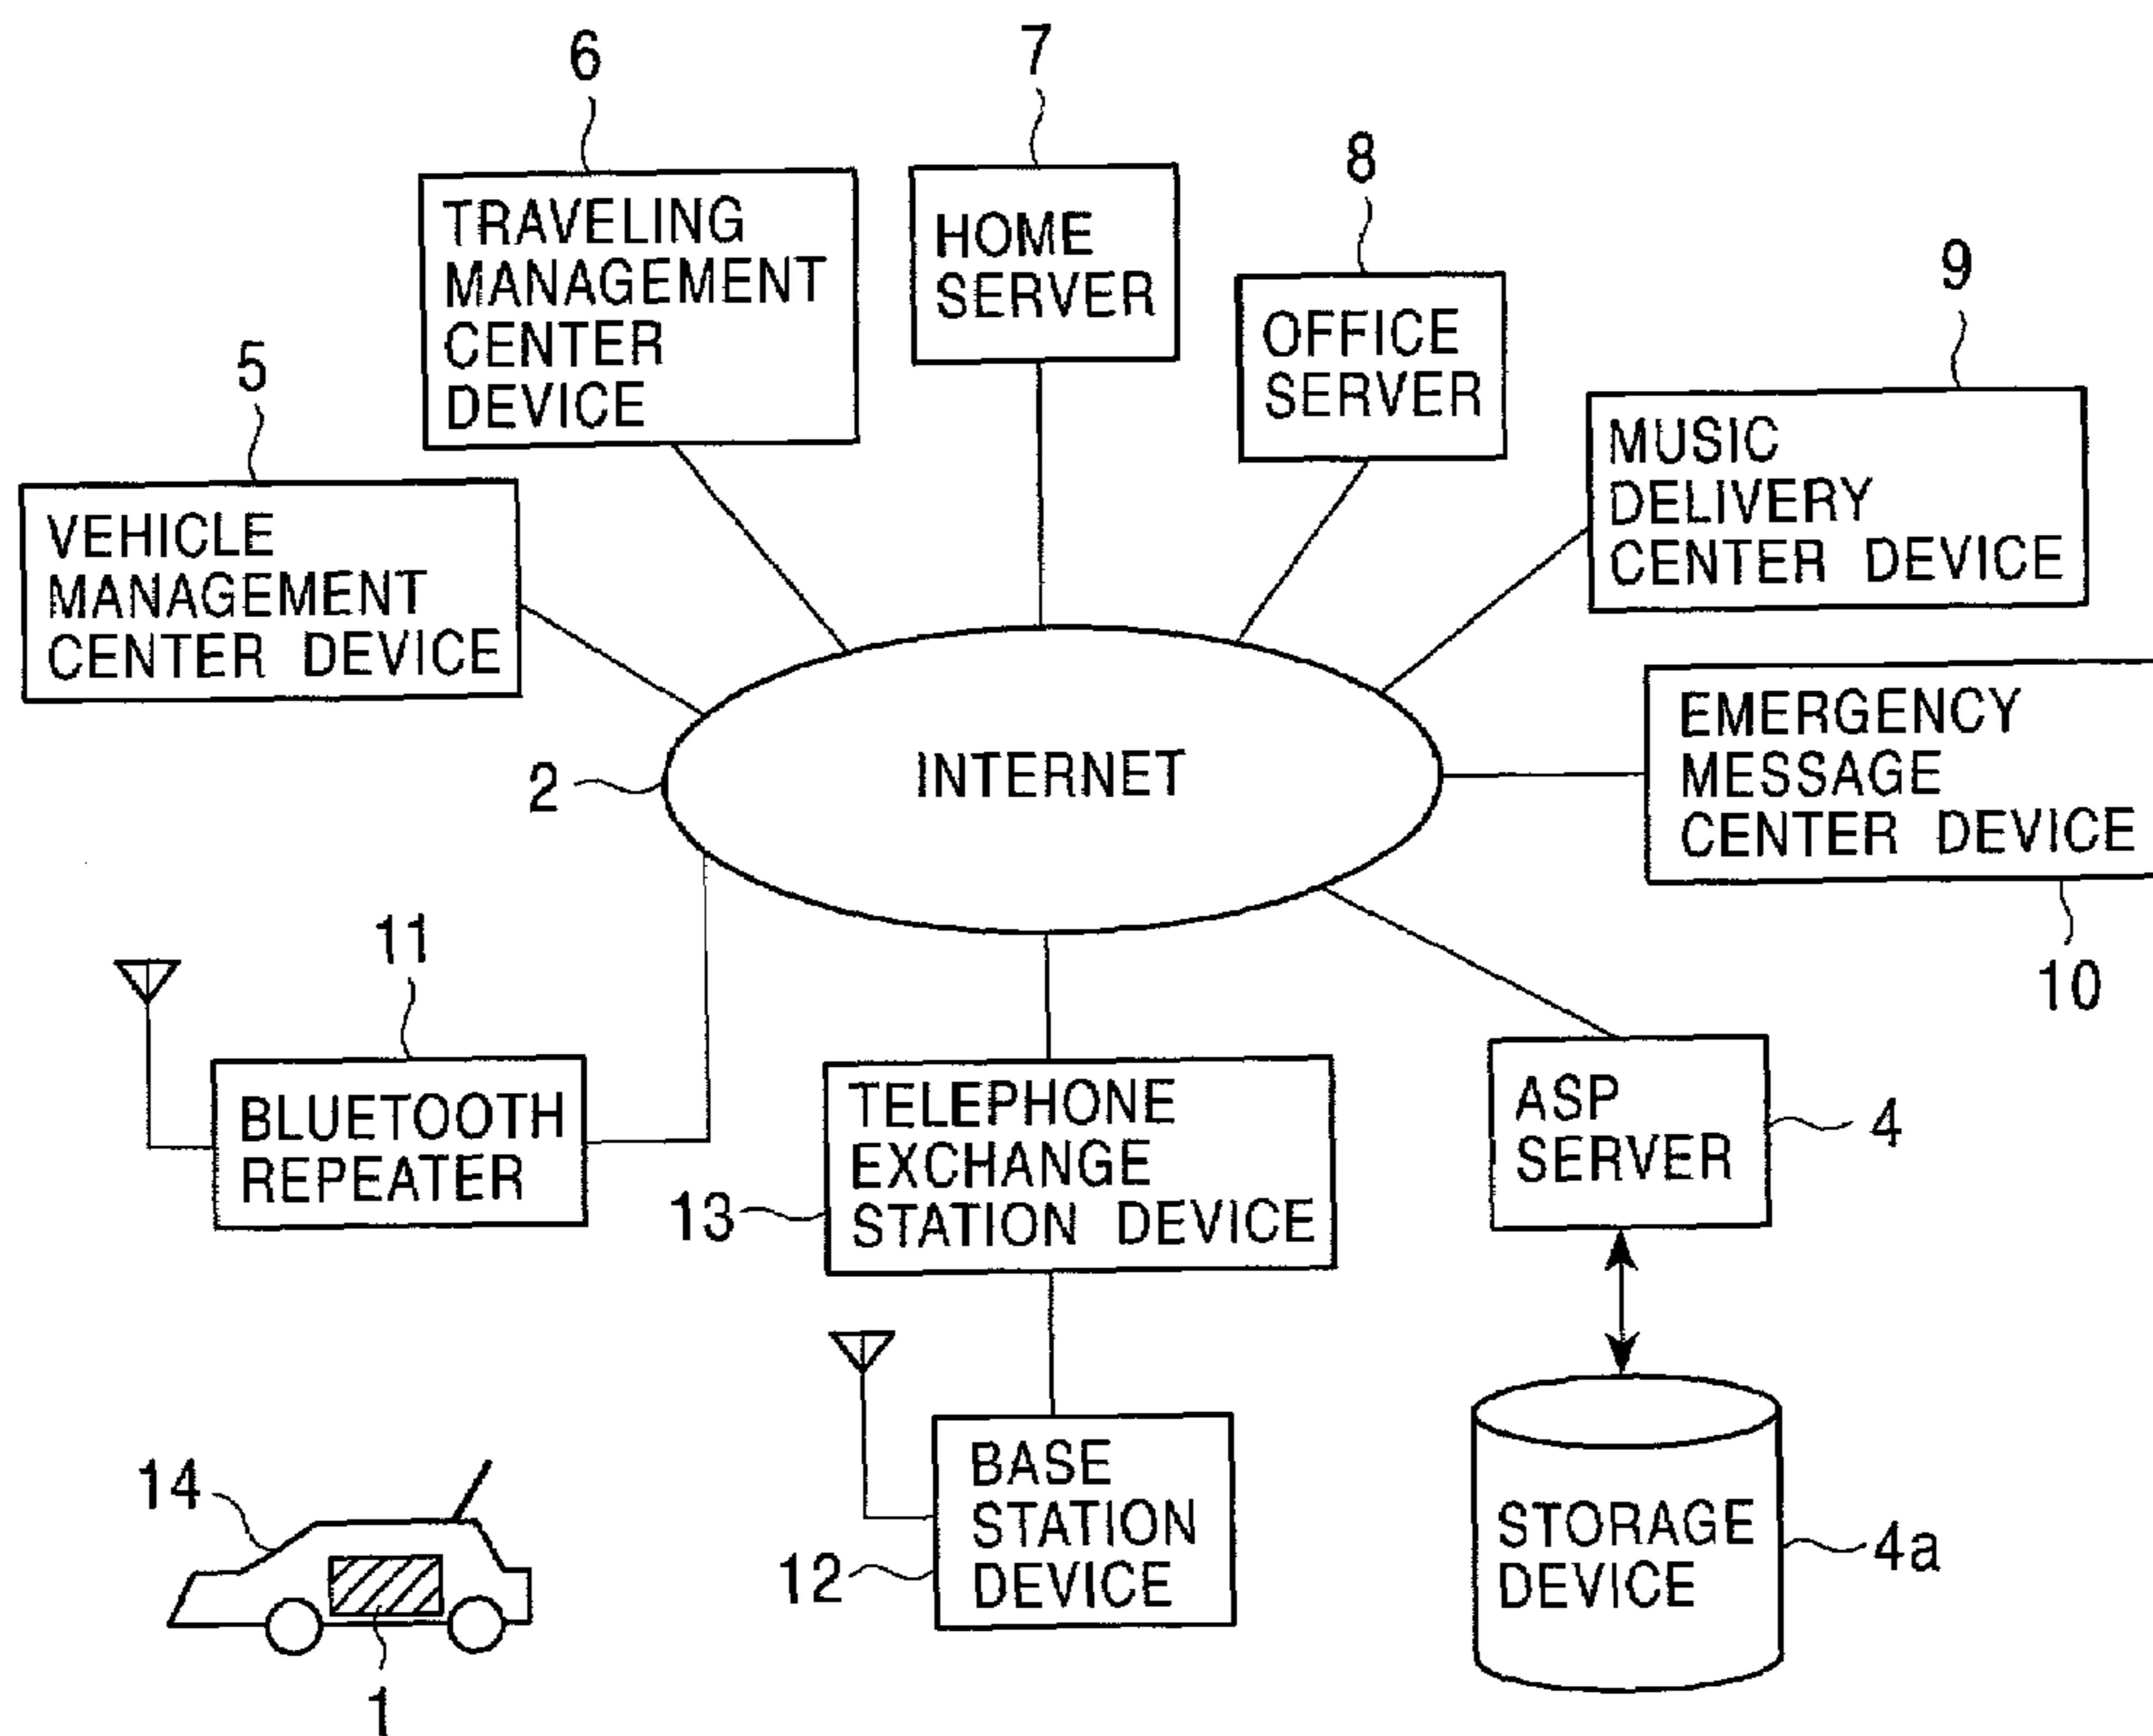 6
7
8
9
5
TRAVELING
MANAGEMENT
CENTER
DEVICE
HOME
SERVER
OFFICE
SERVER
MUSIC
DELIVERY
CENTER DEVICE
VEHICLE
MANAGEMENT
CENTER DEVICE
EMERGENCY
MESSAGE
CENTER DEVICE
10
2
INTERNET
11
BLUETOOTH
REPEATER
TELEPHONE
EXCHANGE
STATION DEVICE
13
ASP
SERVER
4
14
1
BASE
STATION
DEVICE
12
STORAGE
DEVICE
4a